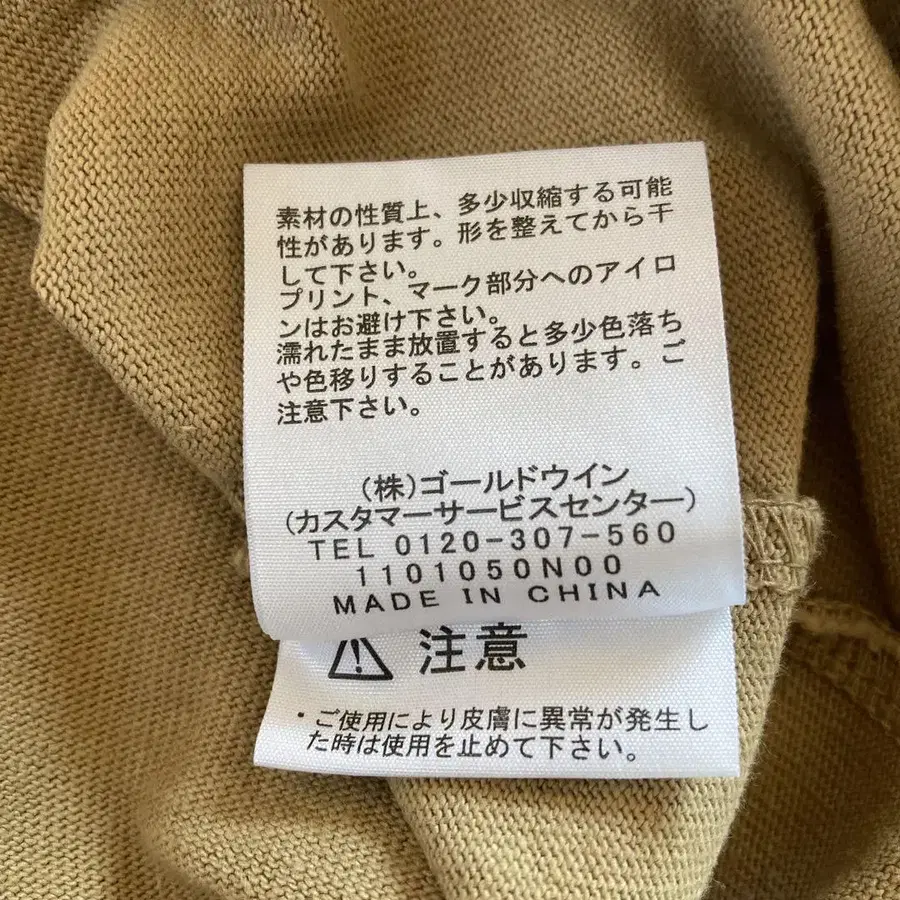 素材の性質上、多少収縮する可能
性があります。形を整えてから干
して下さい。
プリント、マーク部分へのアイロ
ンはお避け下さい。
濡れたまま放置すると多少色落ち
や色移りすることがあります。ご
注意下さい。
(株)ゴールドウイン
(カスタマーサービスセンター)
TEL 0120-307-560
1101050N00
MADE IN CHINA
注意
・ご使用により皮膚に異常が発生し
た時は使用を止めて下さい。